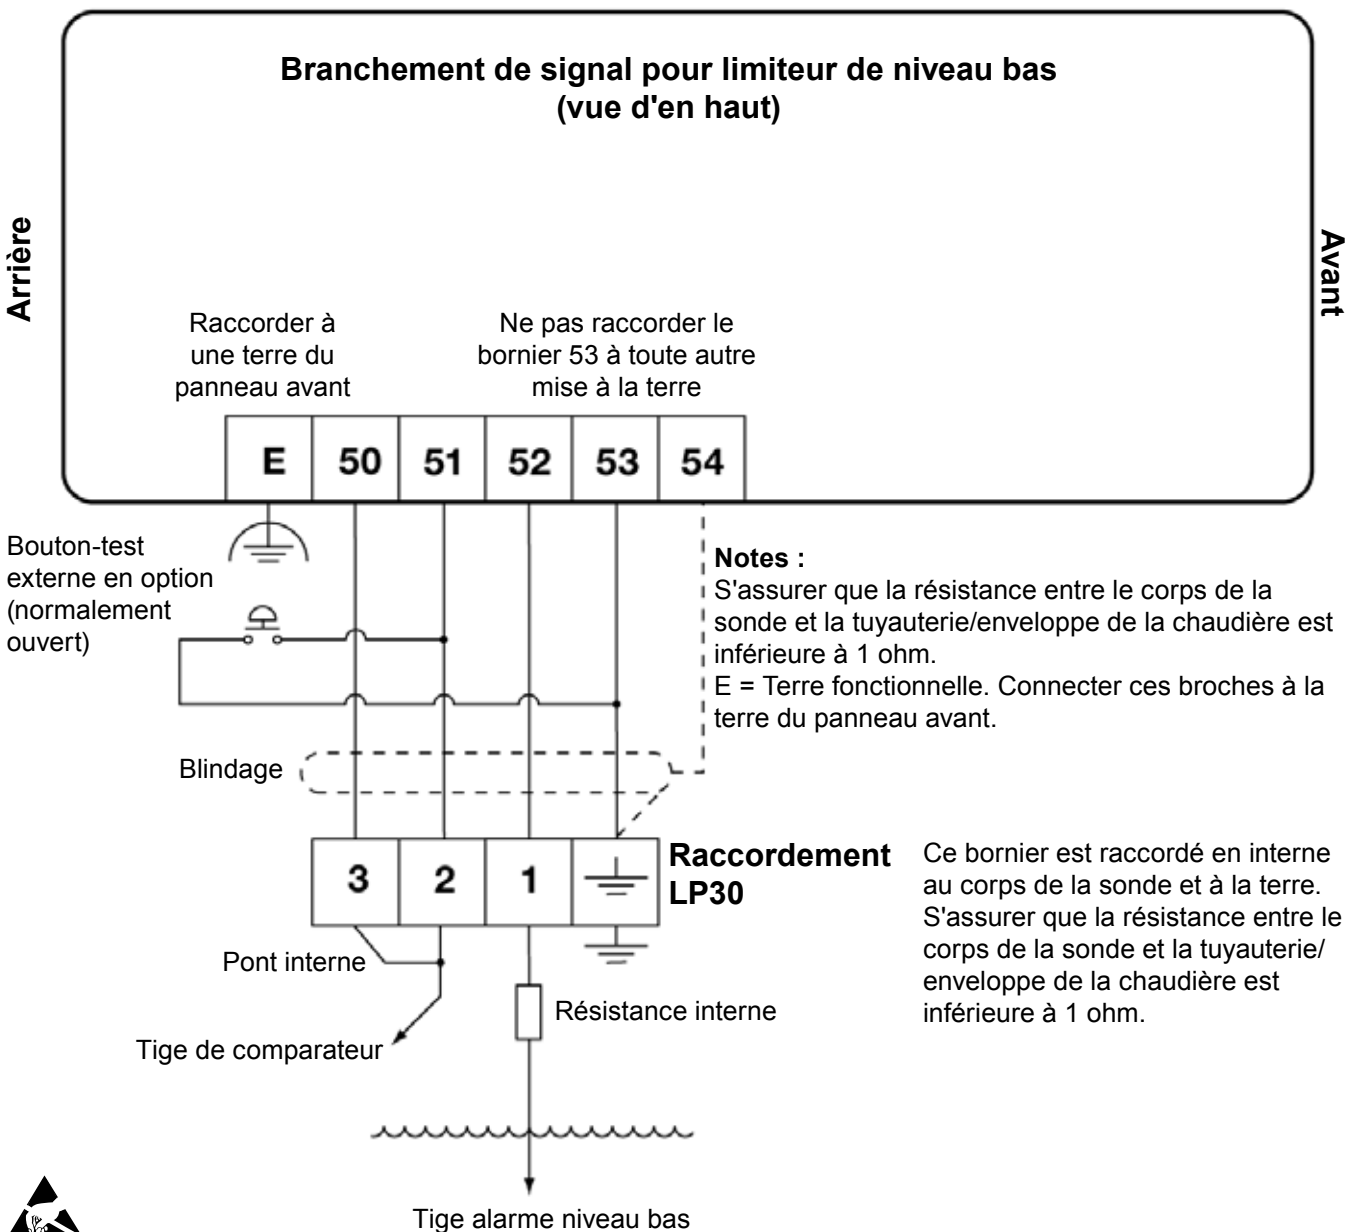 Branchement de signal pour limiteur de niveau bas
(vue d'en haut)
Arrière
Avant
Raccorder à
une terre du
panneau avant
Ne pas raccorder le
bornier 53 à toute autre
mise à la terre
E 50 51 52 53 54
Bouton-test
externe en option
(normalement
ouvert)
Notes :
S'assurer que la résistance entre le corps de la
sonde et la tuyauterie/enveloppe de la chaudière est
inférieure à 1 ohm.
E = Terre fonctionnelle. Connecter ces broches à la
terre du panneau avant.
Blindage
3 2 1
Raccordement
LP30
Ce bornier est raccordé en interne
au corps de la sonde et à la terre.
S'assurer que la résistance entre le
corps de la sonde et la tuyauterie/
enveloppe de la chaudière est
inférieure à 1 ohm.
Pont interne
Résistance interne
Tige de comparateur
Tige alarme niveau bas